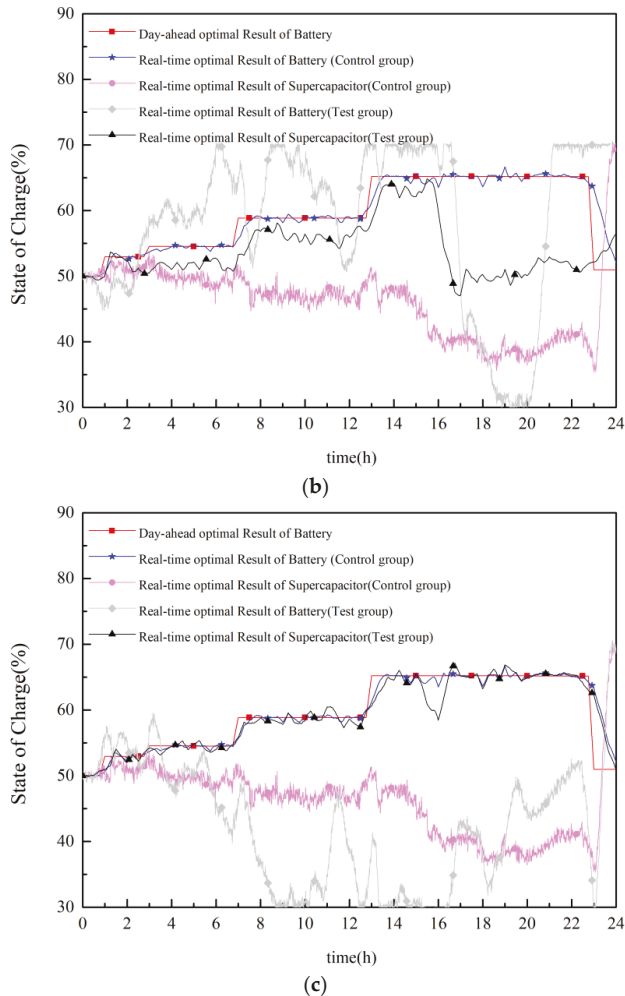 90
Day-ahead optimal Result of Battery
80
Real-time optimal Result of Battery (Control group)
Real-time optimal Result of Supercapacitor(Control group)
Real-time optimal Result of Battery(Test group)
70
Real-time optimal Result of Supercapacitor(Test group)
60
50
40
30
State of Charge(%)
0 2 4 6 8 10 12 14 16 18 20 22 24
time(h)
(b)
90
Day-ahead optimal Result of Battery
Real-time optimal Result of Battery (Control group)
80
Real-time optimal Result of Supercapacitor(Control group)
Real-time optimal Result of Battery(Test group)
Real-time optimal Result of Supercapacitor(Test group)
70
60
50
40
30
State of Charge(%)
0 2 4 6 8 10 12 14 16 18 20 22 24
time(h)
(c)